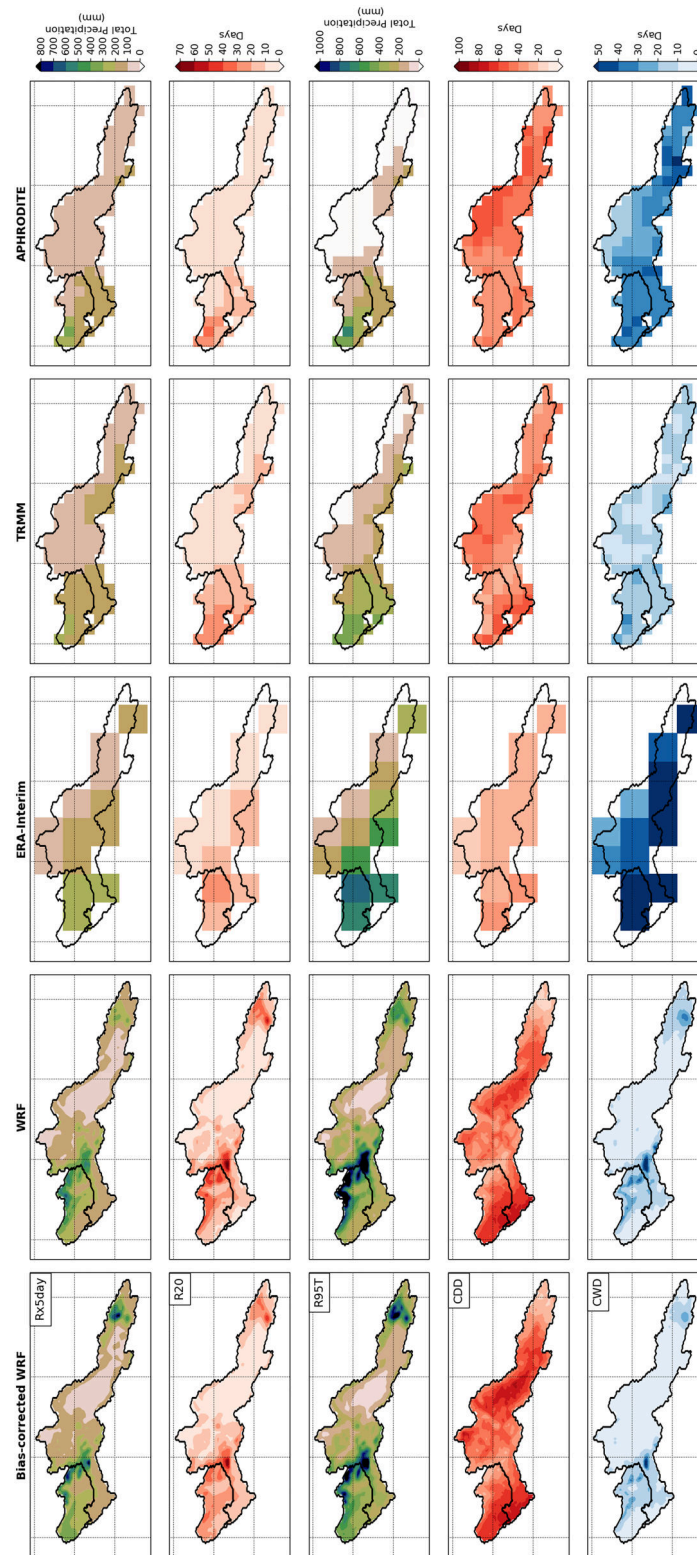 Bias-corrected WRF
WRF
ERA-Interim
TRMM
APHRODITE
Rx5day
800
700
600
500
400
300
200
100
0
Total Precipitation
(mm)
R20
70
60
50
40
30
20
10
0
Days
R95T
1000
800
600
400
200
0
Total Precipitation
(mm)
CDD
100
80
60
40
20
0
Days
CWD
50
40
30
20
10
0
Days